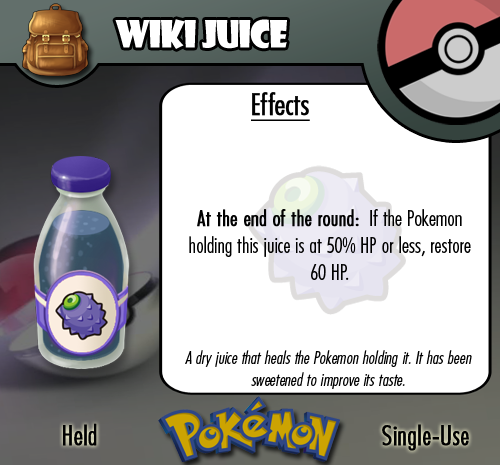 WIKI JUICE
Effects
At the end of the round: If the Pokemon
holding this juice is at 50% HP or less, restore
60 HP.
A dry juice that heals the Pokemon holding it. It has been
sweetened to improve its taste.
Held
POKéMON
Single-Use